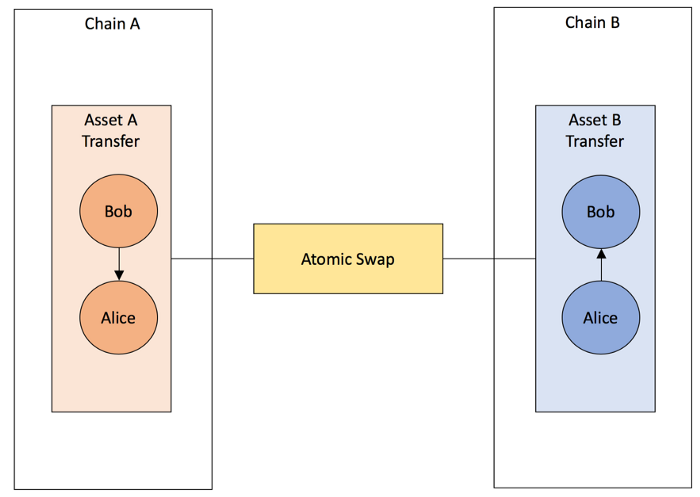 Chain A
Asset A
Transfer
Bob
Alice
Atomic Swap
Chain B
Asset B
Transfer
Bob
Alice